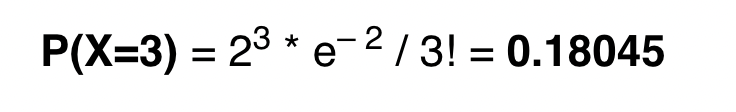 P(X=3) = 2³ * e⁻² / 3! = 0.18045